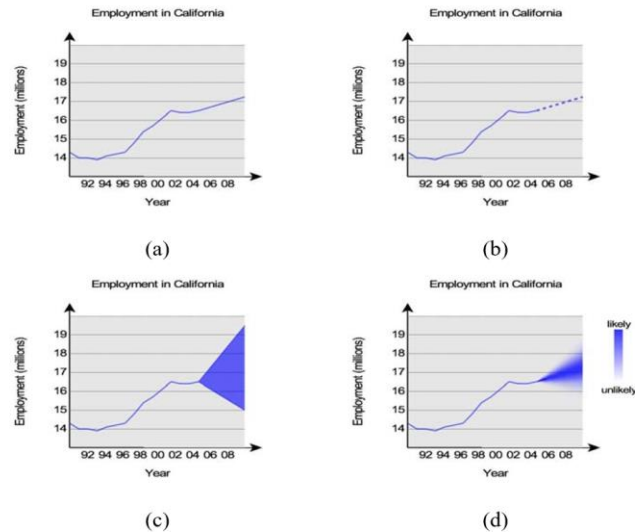 Employment in California
Employment (millions)
19
18
17
16
15
14
92 94 96 98 00 02 04 06 08
Year
(a)
Employment in California
Employment (millions)
19
18
17
16
15
14
92 94 96 98 00 02 04 06 08
Year
(b)
Employment in California
Employment (millions)
19
18
17
16
15
14
92 94 96 98 00 02 04 06 08
Year
(c)
Employment in California
Employment (millions)
19
18
17
16
15
14
92 94 96 98 00 02 04 06 08
Year
likely
unlikely
(d)